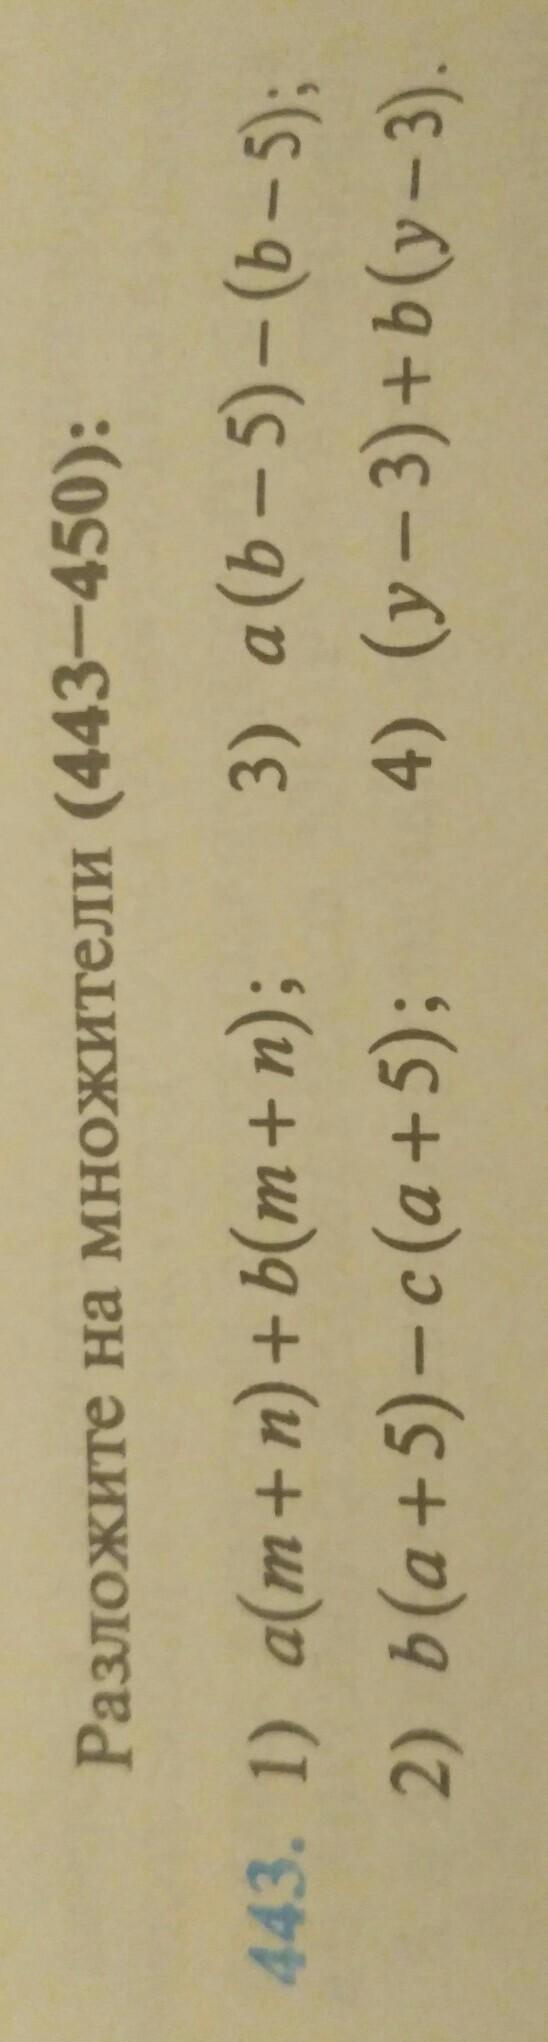 Разложите на множители (443—450):
443. 1) a(m + n) + b(m + n); 3) a(b − 5) − (b − 5);
2) b(a + 5) − c(a + 5); 4) (y − 3) + b(y − 3).